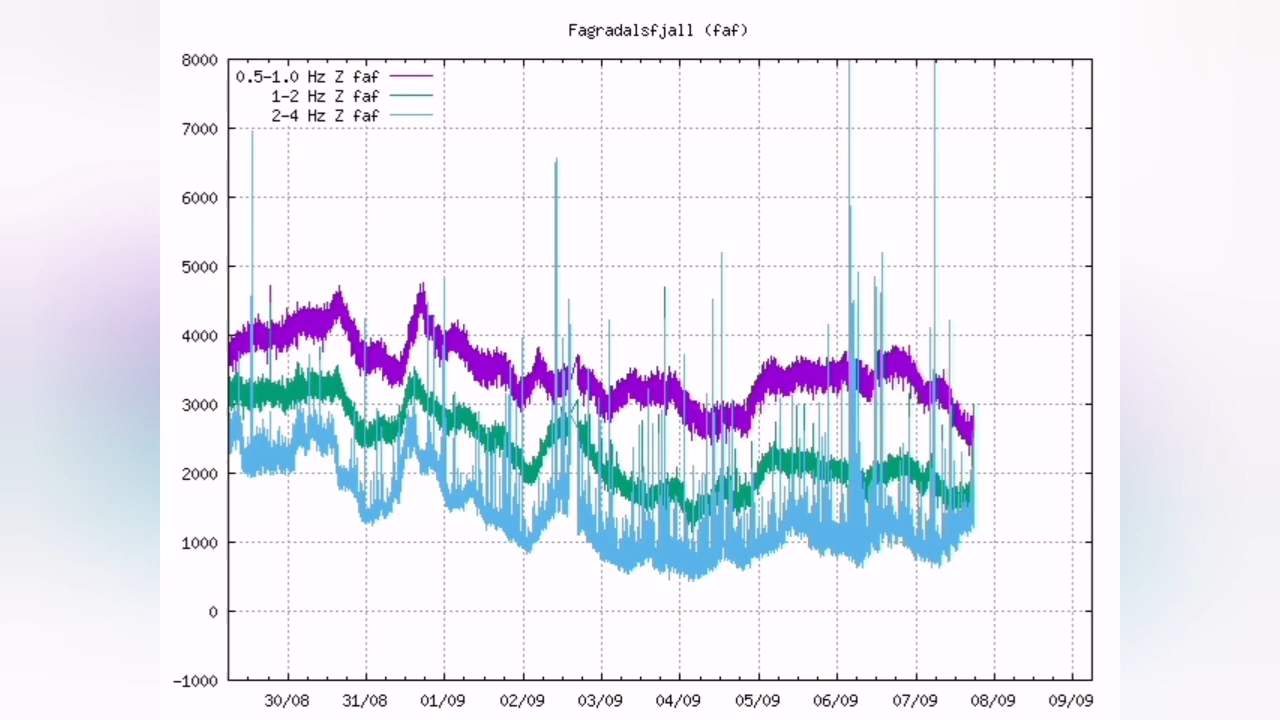 Fagradalsfjall (faf)
8000
0.5-1.0 Hz Z faf
1-2 Hz Z faf
2-4 Hz Z faf
7000
6000
5000
4000
3000
2000
1000
0
-1000
30/08 31/08 01/09 02/09 03/09 04/09 05/09 06/09 07/09 08/09 09/09